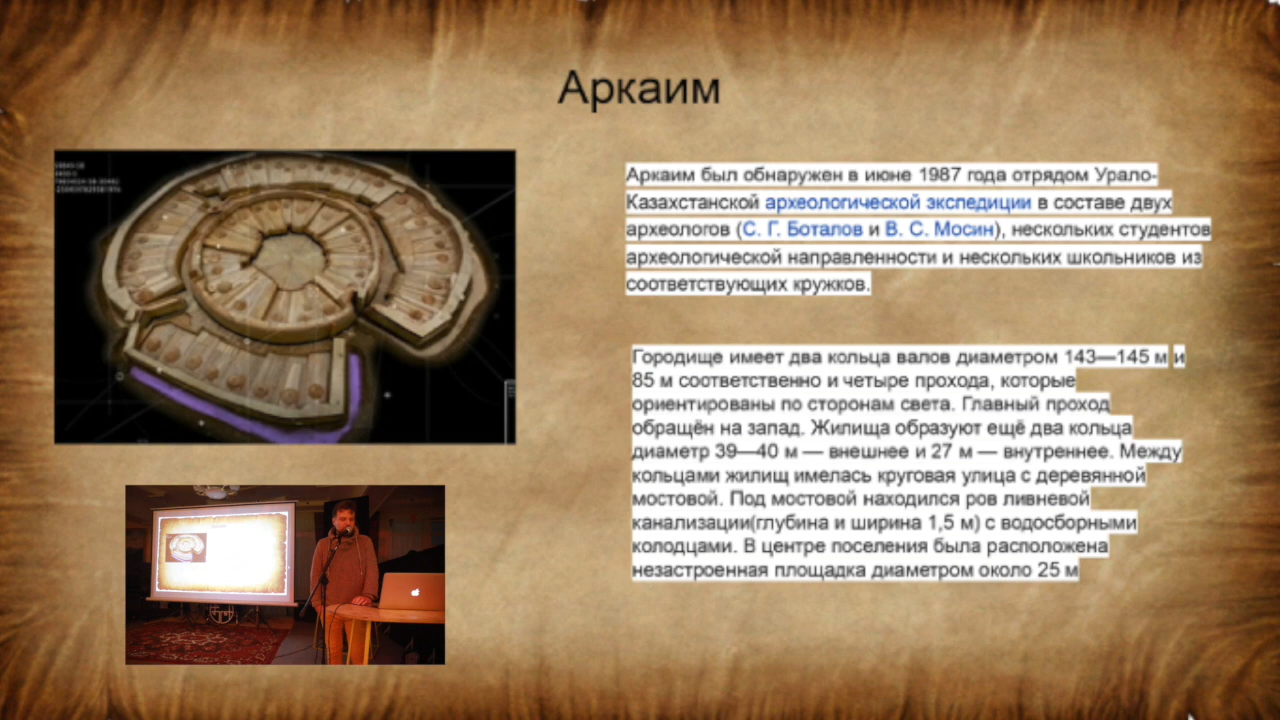 Аркаим
Аркаим был обнаружен в июне 1987 года отрядом Урало-
Казахстанской археологической экспедиции в составе двух
археологов (С. Г. Боталов и В. С. Мосин), нескольких студентов
археологической направленности и нескольких школьников из
соответствующих кружков.
Городище имеет два кольца валов диаметром 143—145 м и
85 м соответственно и четыре прохода, которые
ориентированы по сторонам света. Главный проход
обращён на запад. Жилища образуют ещё два кольца
диаметр 39—40 м — внешнее и 27 м — внутреннее. Между
кольцами жилищ имелась круговая улица с деревянной
мостовой. Под мостовой находился ров ливневой
канализации(глубина и ширина 1,5 м) с водосборными
колодцами. В центре поселения была расположена
незастроенная площадка диаметром около 25 м